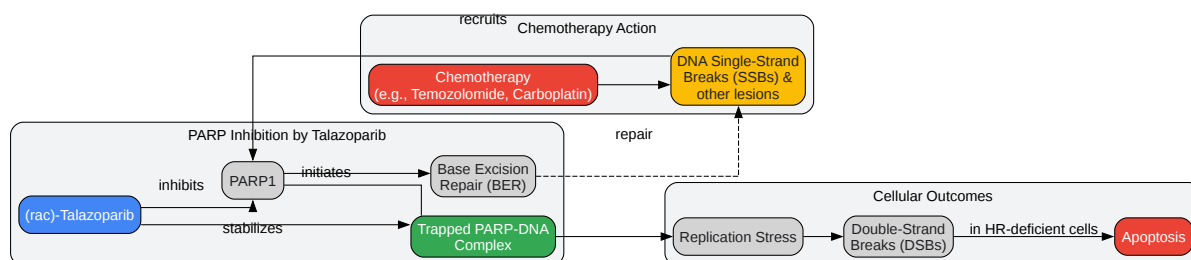 recruits
Chemotherapy Action
Chemotherapy
(e.g., Temozolomide, Carboplatin)
DNA Single-Strand
Breaks (SSBs) &
other lesions
repair
PARP Inhibition by Talazoparib
inhibits
PARP1
initiates
Base Excision
Repair (BER)
(rac)-Talazoparib
stabilizes
Trapped PARP-DNA
Complex
Cellular Outcomes
Replication Stress
Double-Strand
Breaks (DSBs)
in HR-deficient cells
Apoptosis